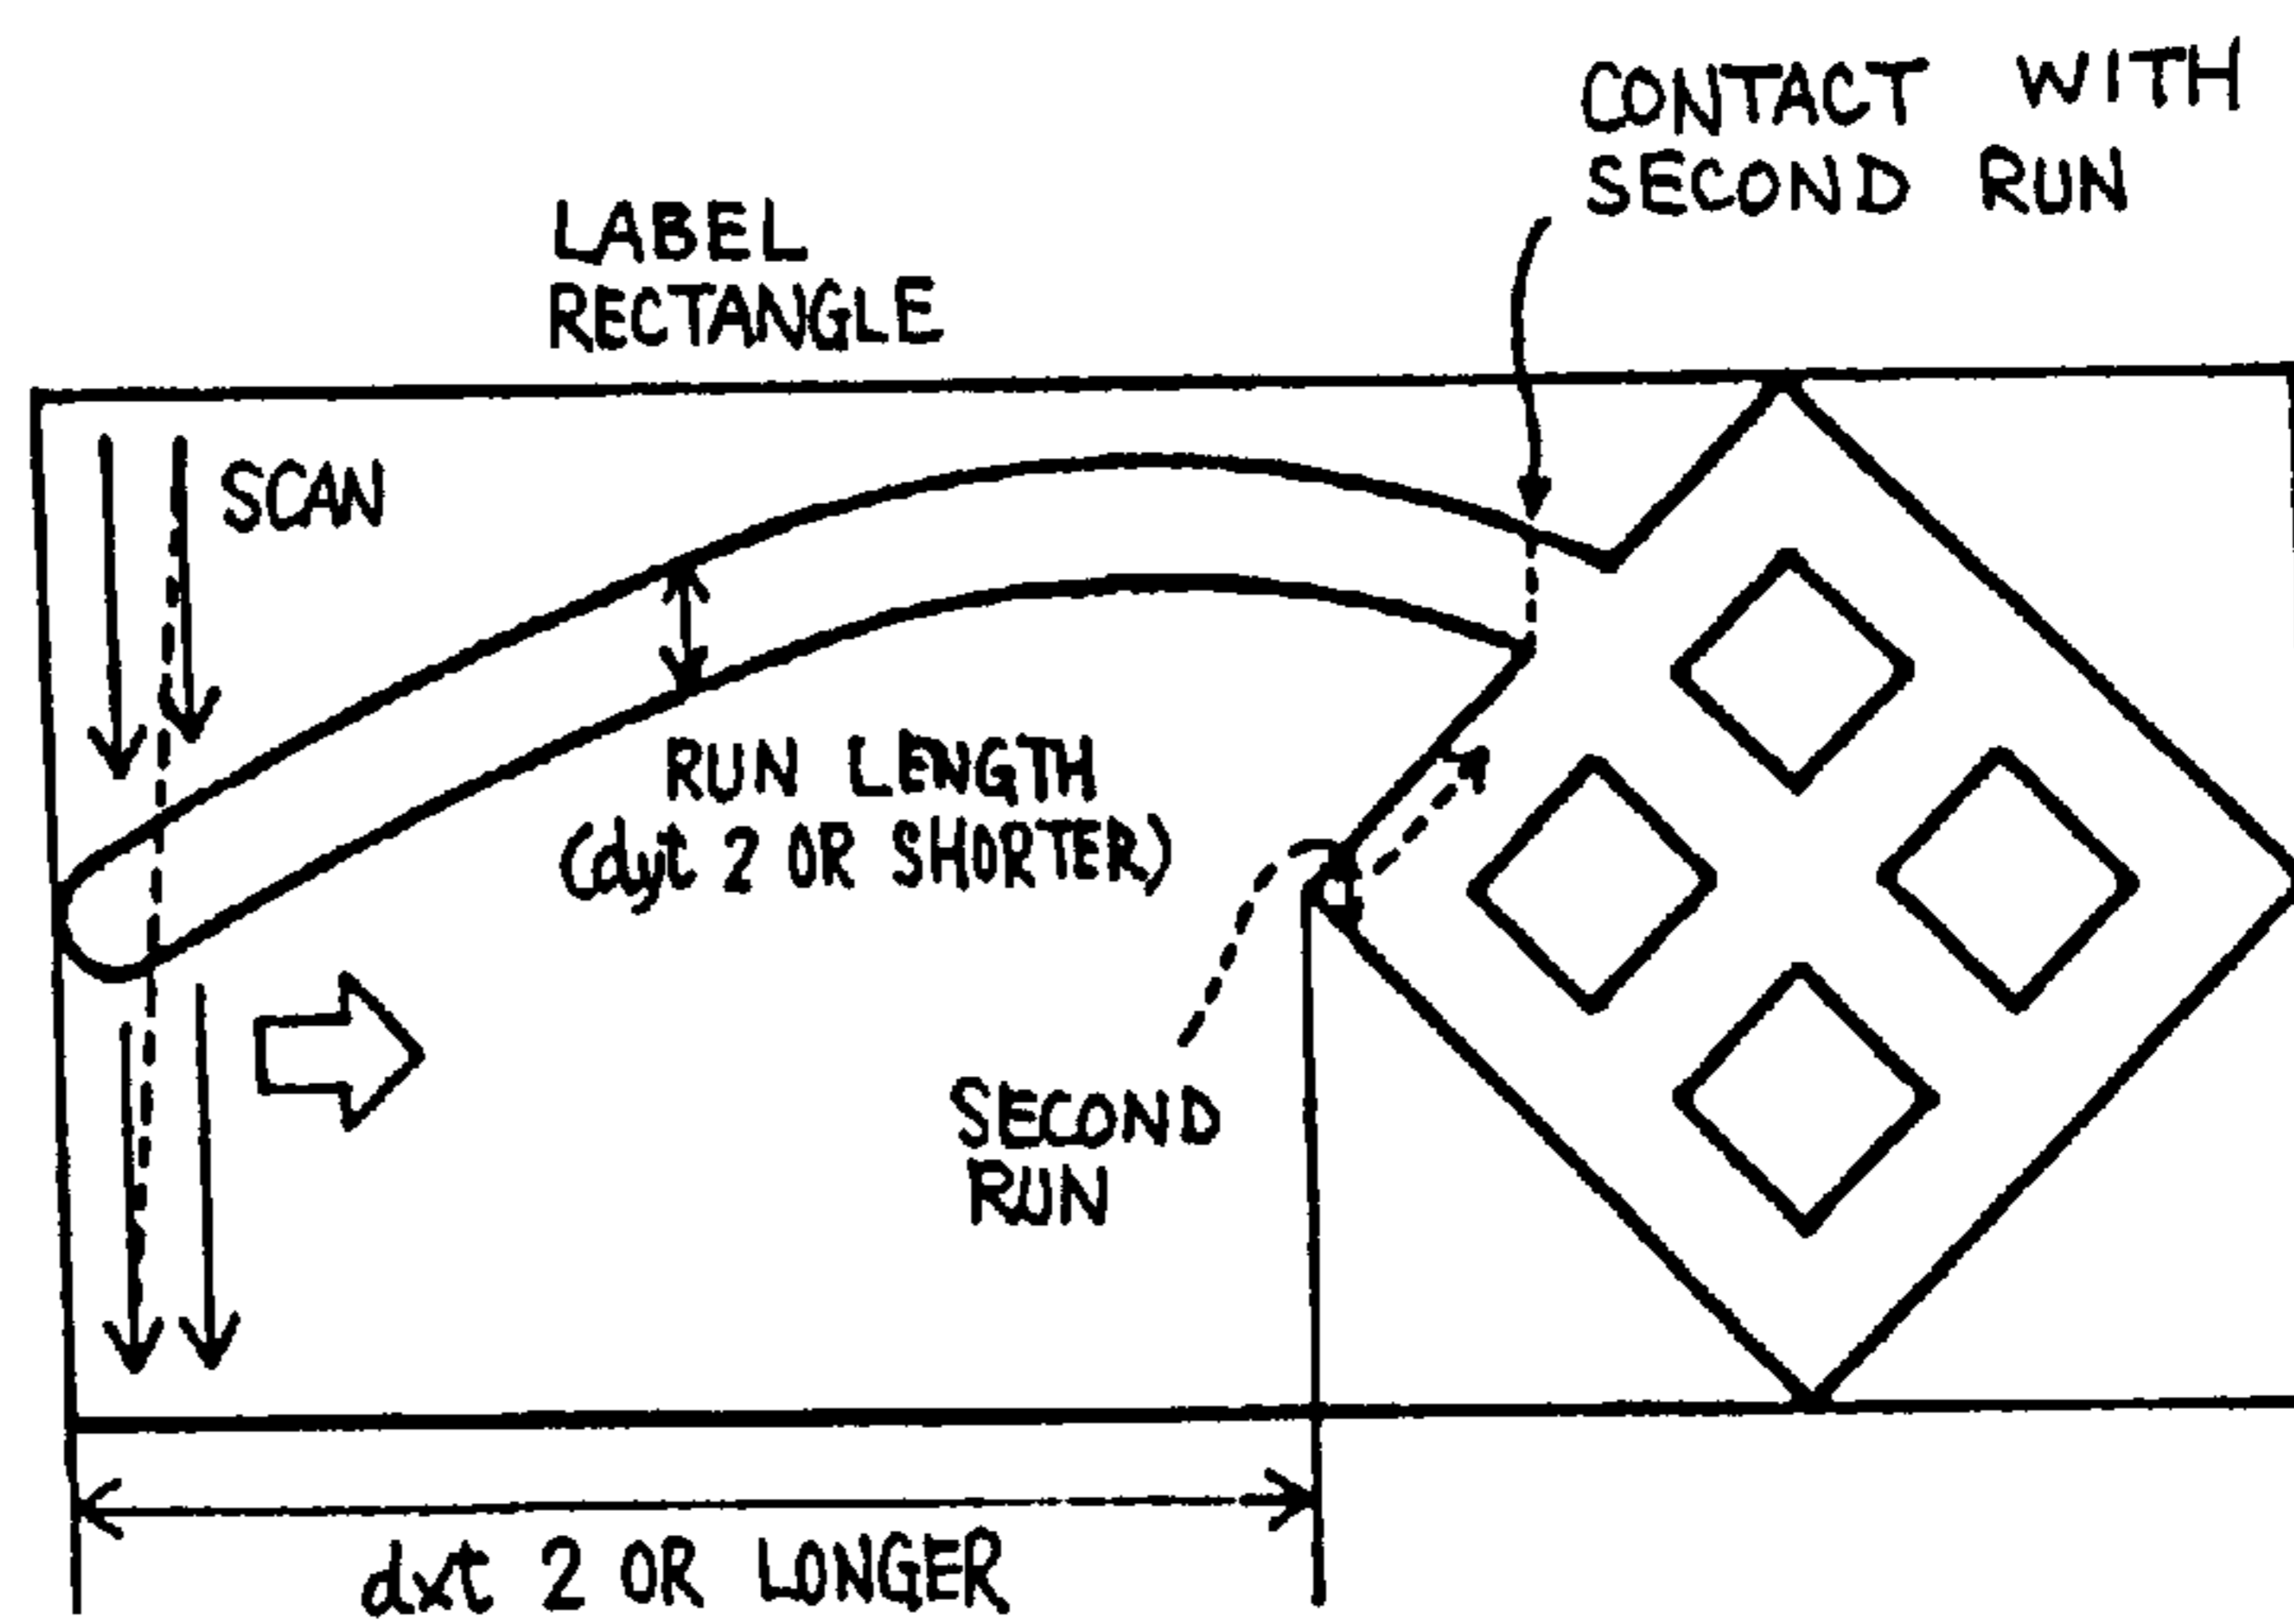 CONTACT WITH
SECOND RUN
LABEL
RECTANGLE
SCAN
RUN LENGTH
(dyt 2 OR SHORTER)
SECOND
RUN
dxt 2 OR LONGER